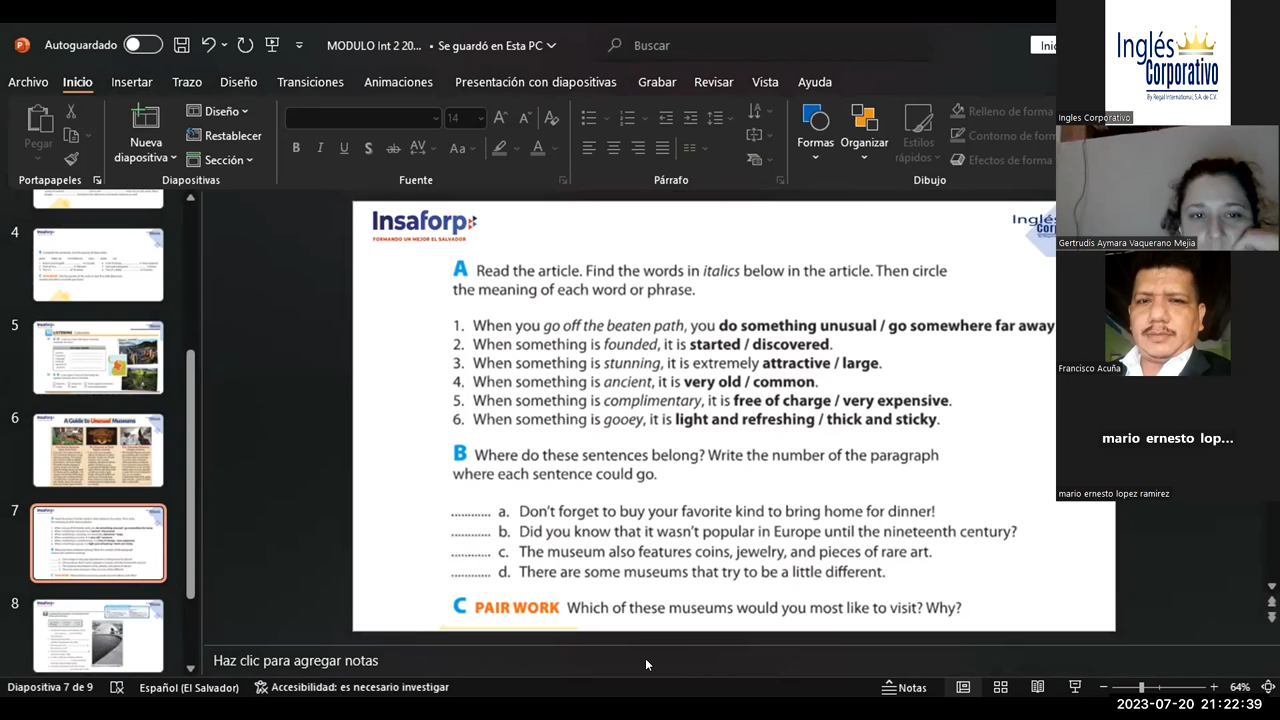 Autoguardado
MODULO Int 2 20... • Se guardó en Esta PC
Buscar
Archivo Inicio Insertar Trazo Diseño Transiciones Animaciones Presentación con diapositivas Grabar Revisar Vista Ayuda
Pegar
Nueva diapositiva
Diseño
Restablecer
Sección
Formas
Organizar
Estilos rápidos
Relleno de forma
Contorno de forma
Efectos de forma
Portapapeles
Diapositivas
Fuente
Párrafo
Dibujo
4
5
6
A Guide to Unusual Museums
7
8
Insaforp
FORMANDO UN MEJOR EL SALVADOR
A Read the article. Find the words in italics below in the article. Then circle
the meaning of each word or phrase.
1. When you go off the beaten path, you do something unusual / go somewhere far away
2. When something is founded, it is started / discovered.
3. When something is stunning, it is extremely attractive / large.
4. When something is ancient, it is very old / common.
5. When something is complimentary, it is free of charge / very expensive.
6. When something is gooey, it is light and refreshing / thick and sticky.
B Where do these sentences belong? Write the number of the paragraph
where each sentence could go.
........... a. Don't forget to buy your favorite kind to bring home for dinner!
........... b. Did you know that it wasn't popular in Europe until the nineteenth century?
........... c. The museum also features coins, jewelry, and pieces of rare art.
........... d. There are some museums that try to be a little different.
C PAIR WORK Which of these museums would you most like to visit? Why?
Inglés Corporativo
By Regal International, S.A. de C.V.
Ingles Corporativo
Gertrudis Aymara Vaquerano Mejia
Francisco Acuña
mario ernesto lop...
mario ernesto lopez ramirez
Diapositiva 7 de 9
Español (El Salvador)
Accesibilidad: es necesario investigar
Notas
64%
2023-07-20 21:22:39